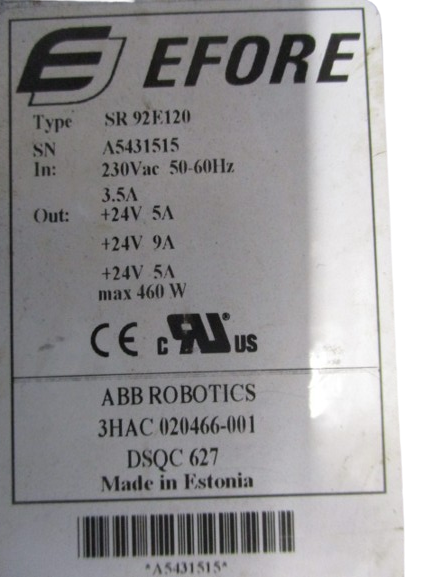 EFORE
Type SR 92E120
SN A5431515
In: 230Vac 50-60Hz
3.5A
Out: +24V 5A
+24V 9A
+24V 5A
max 460 W
CE c RU® US
ABB ROBOTICS
3HAC 020466-001
DSQC 627
Made in Estonia
*A5431515*